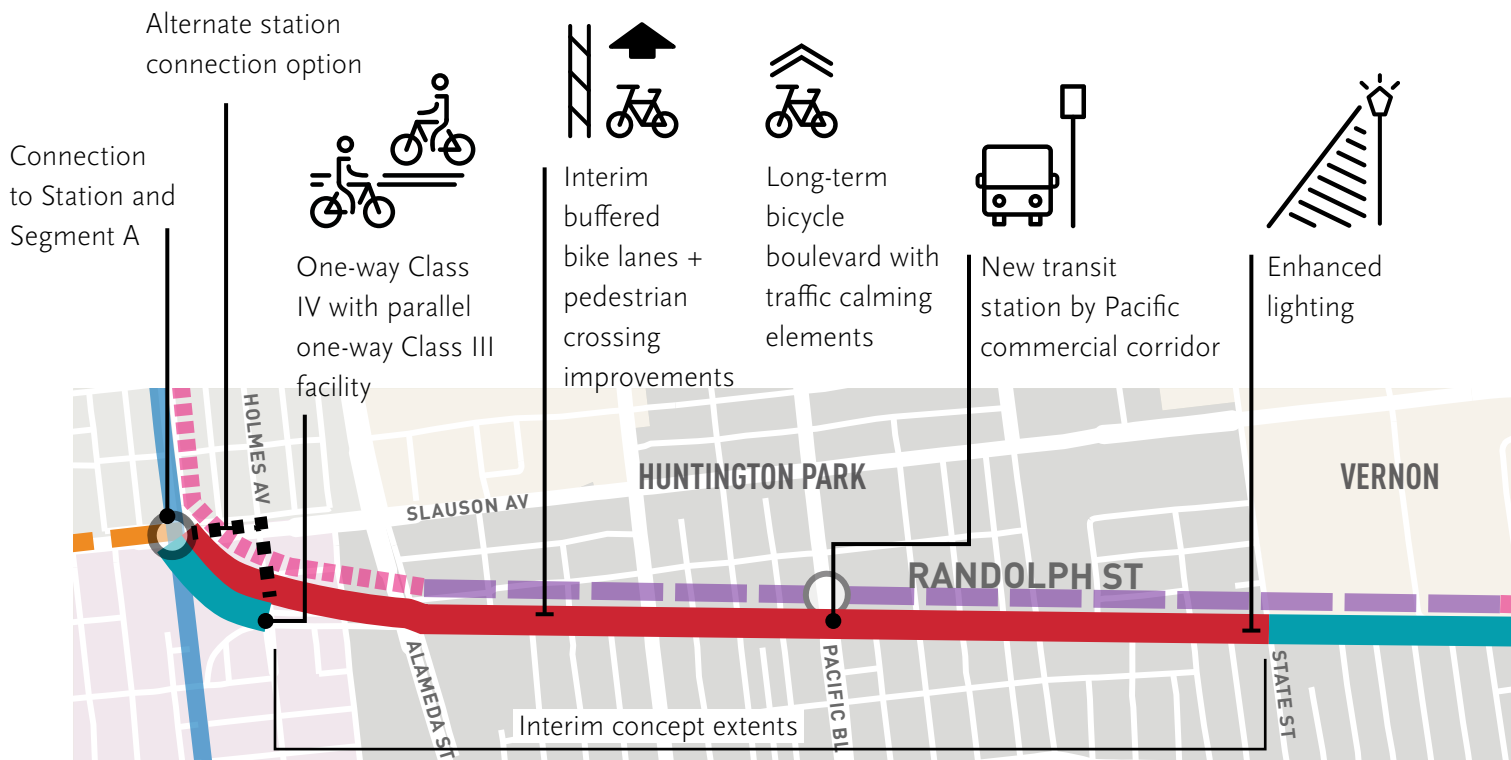 Alternate station
connection option
Connection
to Station and
Segment A
One-way Class
IV with parallel
one-way Class III
facility
Interim
buffered
bike lanes +
pedestrian
crossing
improvements
Long-term
bicycle
boulevard with
traffic calming
elements
New transit
station by Pacific
commercial corridor
Enhanced
lighting
HOLMES AV
SLAUSON AV
HUNTINGTON PARK
VERNON
RANDOLPH ST
ALAMEDA ST
PACIFIC BL
STATE ST
Interim concept extents